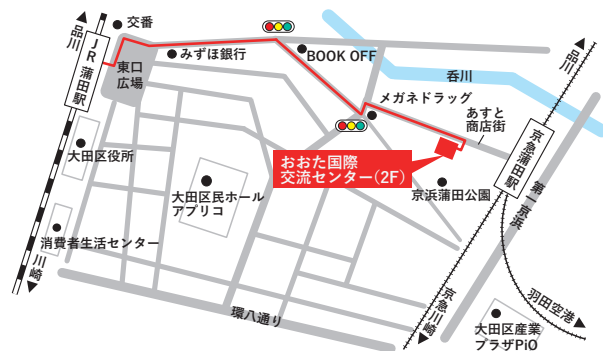 品川
交番
JR 蒲田駅
東口
広場
みずほ銀行
BOOK OFF
呑川
品川
メガネドラッグ
あすと
商店街
京急蒲田駅
大田区役所
おおた国際
交流センター(2F)
大田区民ホール
アプリコ
京浜蒲田公園
第一京浜
消費者生活センター
川崎
環八通り
京急川崎
羽田空港
大田区産業
プラザPiO